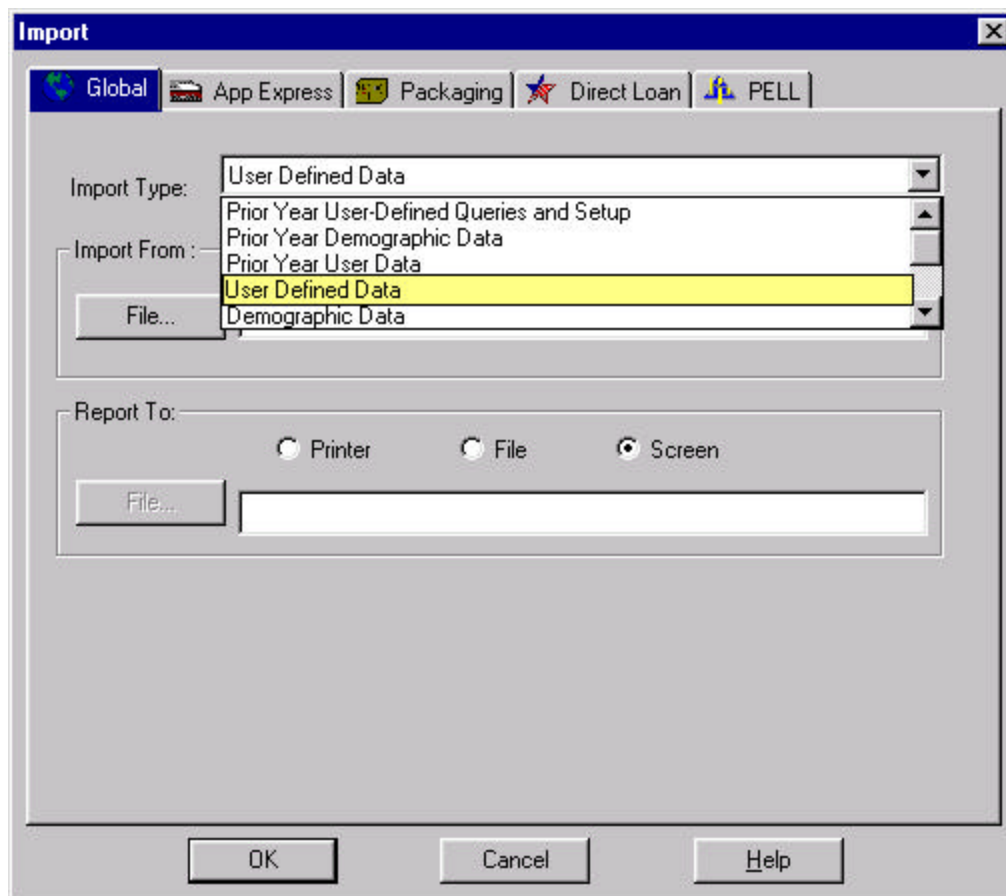 Import
Global App Express Packaging Direct Loan PELL
Import Type: User Defined Data
Prior Year User-Defined Queries and Setup
Prior Year Demographic Data
Import From :
Prior Year User Data
User Defined Data
File... Demographic Data
Report To:
Printer File Screen
File...
OK Cancel Help